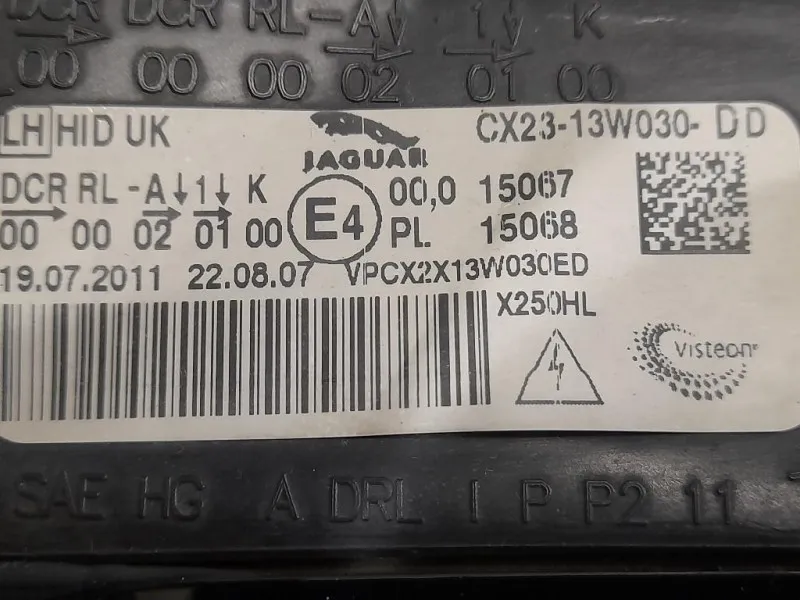 DCR DCR RL-A↓ 1↓ K
00 00 00 02 01 00
LH HID UK
JAGUAR
CX23-13W030-DD
DCR RL-A↓1↓ K
00 00 02 01 00
E4
00,0 15067
PL. 15068
19.07.2011 22.08.07 VPCX2X13W030ED
X250HL
Visteon
SAE HG A DRL I P P2 11